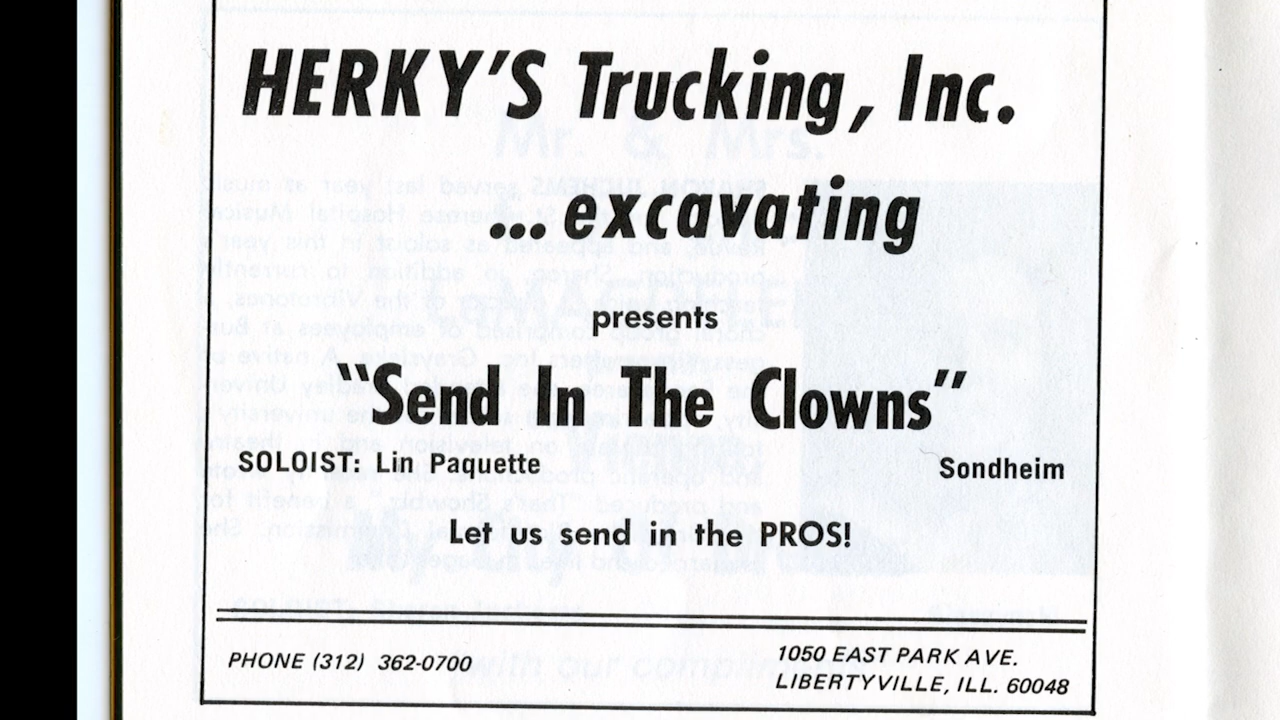 HERKY'S Trucking, Inc.
... excavating
presents
"Send In The Clowns"
SOLOIST: Lin Paquette Sondheim
Let us send in the PROS!
PHONE (312) 362-0700 1050 EAST PARK AVE.
LIBERTYVILLE, ILL. 60048